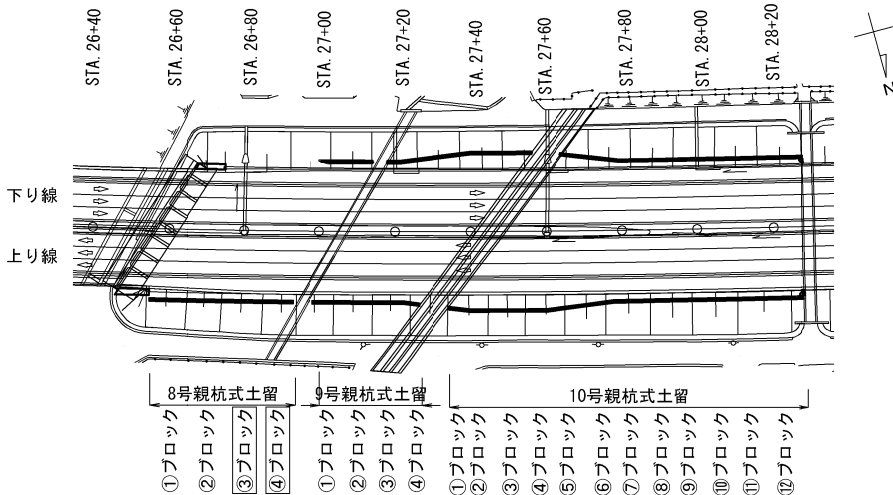 STA. 26+40
STA. 26+60
STA. 26+80
STA. 27+00
STA. 27+20
STA. 27+40
STA. 27+60
STA. 27+80
STA. 28+00
STA. 28+20
N
下り線
上り線
8号親杭式土留
9号親杭式土留
10号親杭式土留
①ブロック
②ブロック
③ブロック
④ブロック
①ブロック
②ブロック
③ブロック
④ブロック
①ブロック
②ブロック
③ブロック
④ブロック
⑤ブロック
⑥ブロック
⑦ブロック
⑧ブロック
⑨ブロック
⑩ブロック
⑪ブロック
⑫ブロック